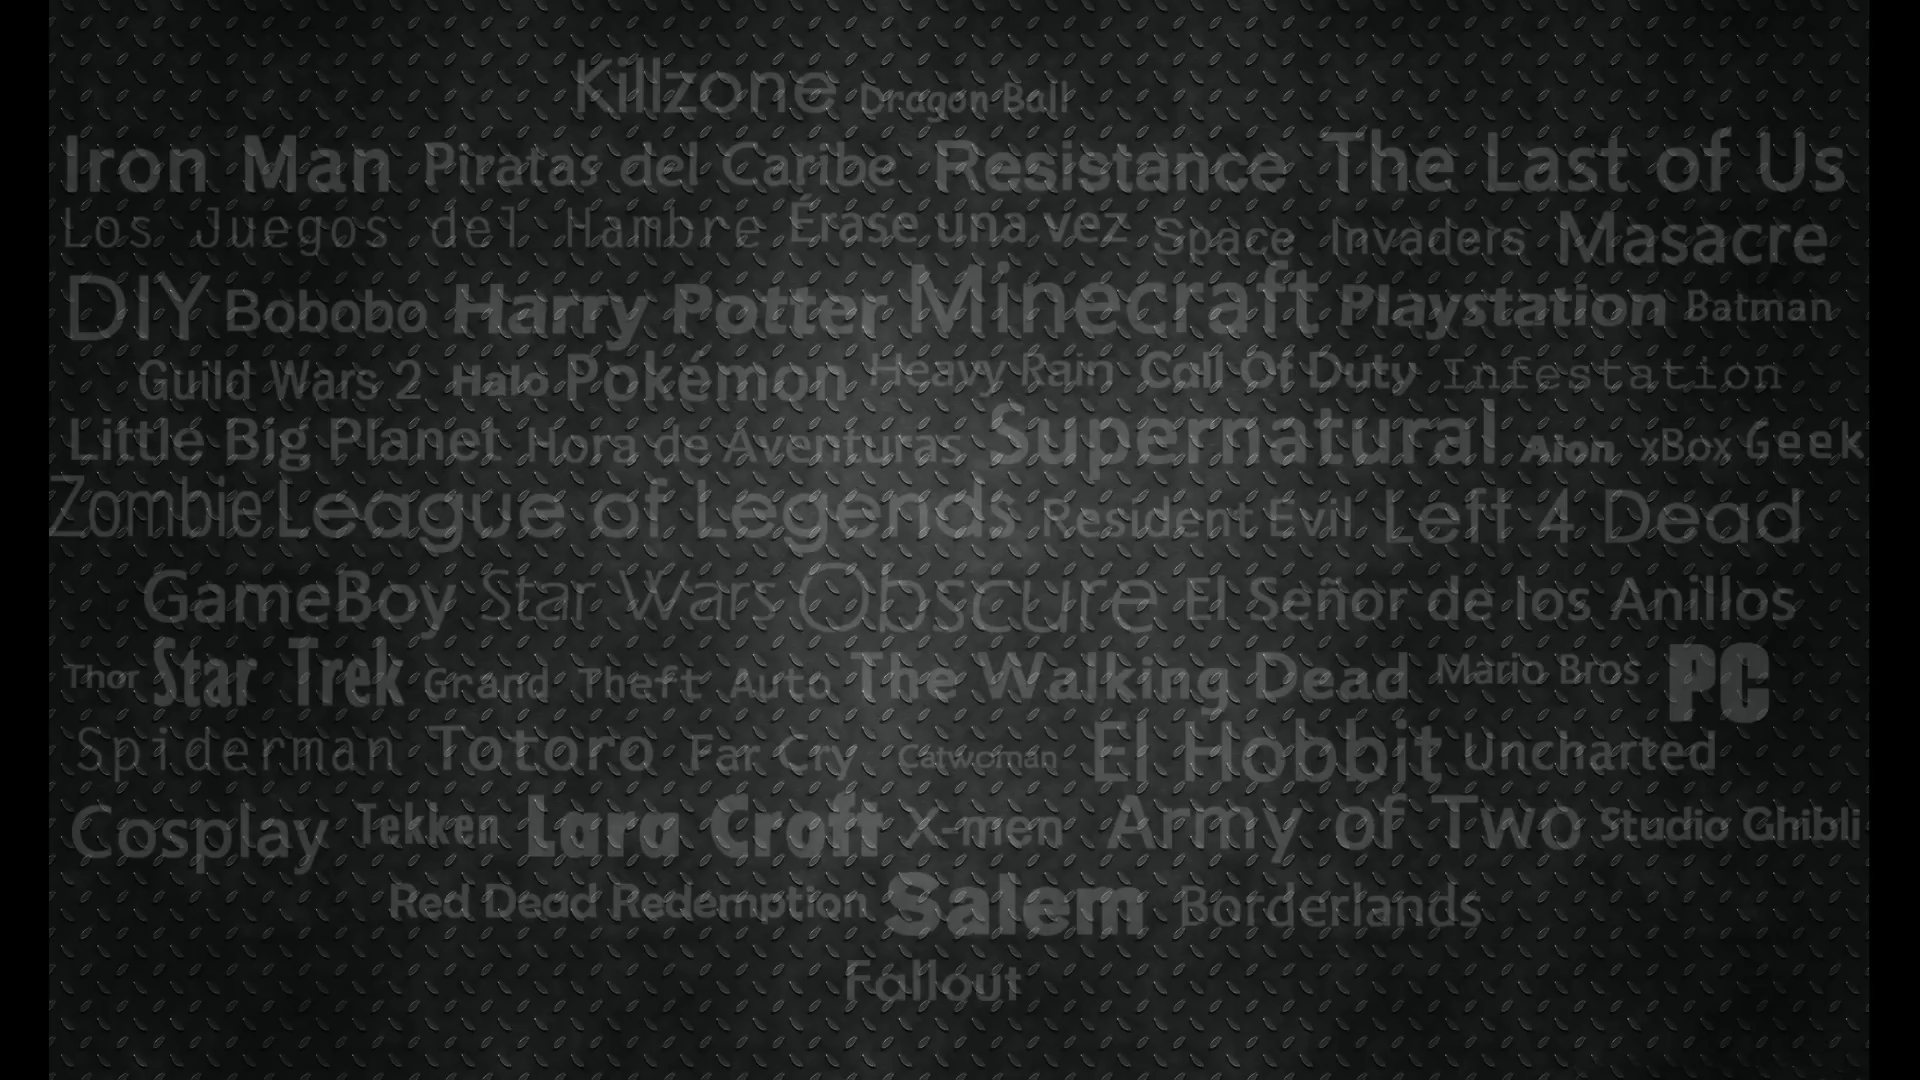 Killzone Dragon Ball
Iron Man Piratas del Caribe Resistance The Last of Us
Los Juegos del Hambre Érase una vez Space Invaders Masacre
DIY Bobobo Harry Potter Minecraft Playstation Batman
Guild Wars 2 Halo Pokémon Heavy Rain Call Of Duty Infestation
Little Big Planet Hora de Aventuras Supernatural Aion xBox Geek
Zombie League of Legends Resident Evil Left 4 Dead
GameBoy Star Wars Obscure El Señor de los Anillos
Thor Star Trek Grand Theft Auto The Walking Dead Mario Bros PC
Spiderman Totoro Far Cry Catwoman El Hobbit Uncharted
Cosplay Tekken Lara Croft X-men Army of Two Studio Ghibli
Red Dead Redemption Salem Borderlands
Fallout